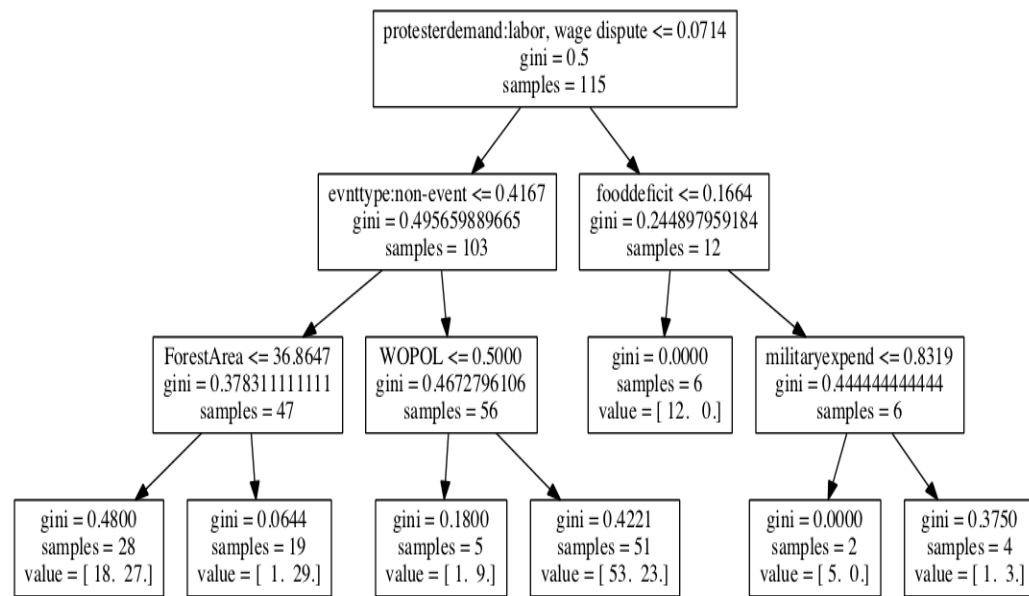 protesterdemand:labor, wage dispute <= 0.0714
gini = 0.5
samples = 115
evnttype:non-event <= 0.4167
gini = 0.495659889665
samples = 103
fooddeficit <= 0.1664
gini = 0.244897959184
samples = 12
ForestArea <= 36.8647
gini = 0.378311111111
samples = 47
WOPOL <= 0.5000
gini = 0.4672796106
samples = 56
gini = 0.0000
samples = 6
value = [ 12.  0.]
militaryexpend <= 0.8319
gini = 0.444444444444
samples = 6
gini = 0.4800
samples = 28
value = [ 18. 27.]
gini = 0.0644
samples = 19
value = [  1. 29.]
gini = 0.1800
samples = 5
value = [ 1. 9.]
gini = 0.4221
samples = 51
value = [ 53. 23.]
gini = 0.0000
samples = 2
value = [ 5. 0.]
gini = 0.3750
samples = 4
value = [ 1. 3.]